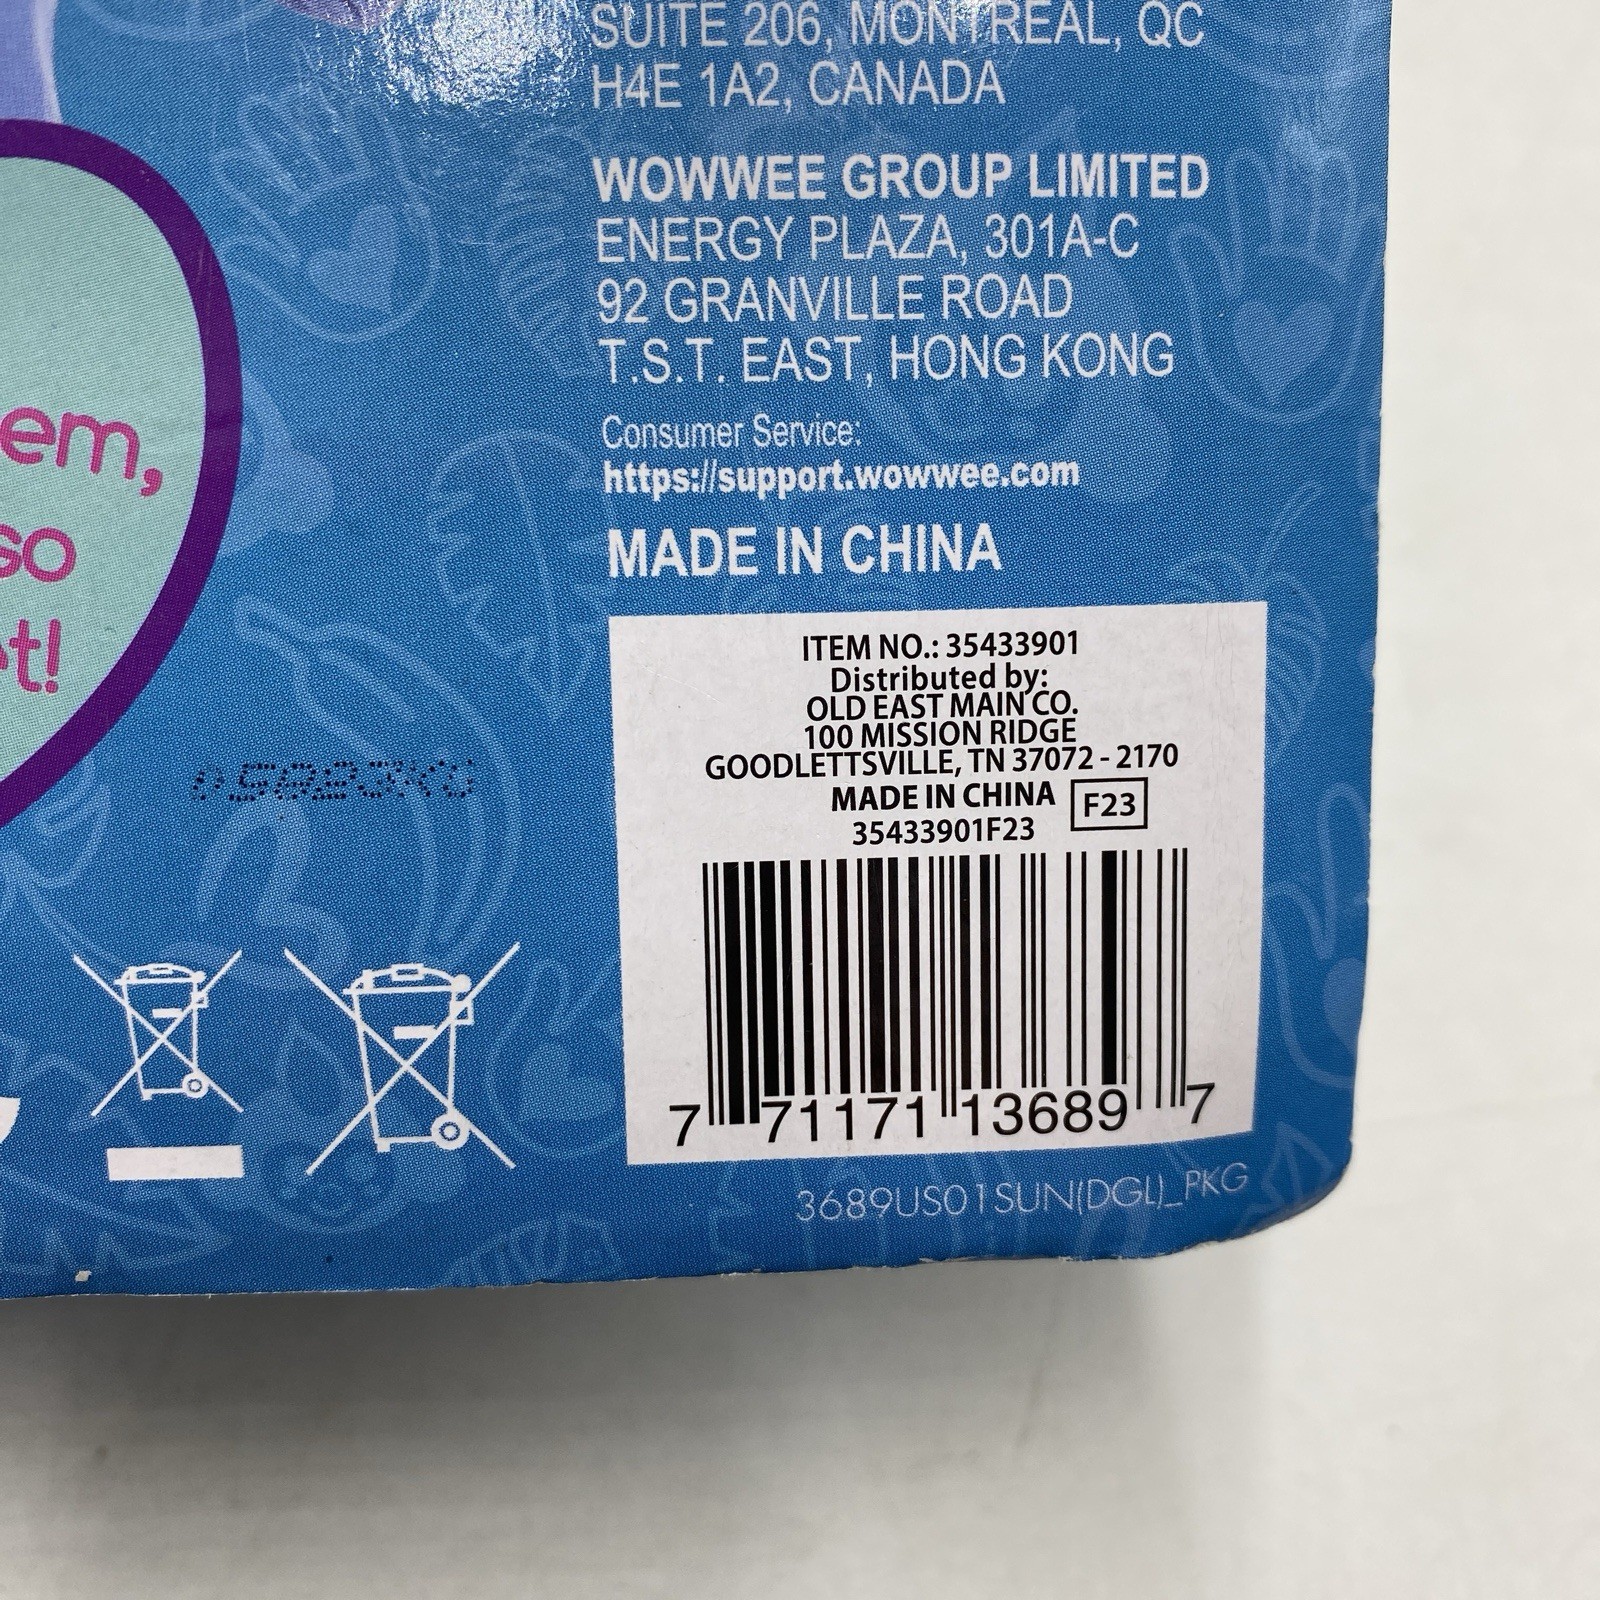 SUITE 206, MONTREAL, QC
H4E 1A2, CANADA
WOWWEE GROUP LIMITED
ENERGY PLAZA, 301A-C
92 GRANVILLE ROAD
T.S.T. EAST, HONG KONG
Consumer Service:
https://support.wowwee.com
MADE IN CHINA
em,
so
t!
ITEM NO.: 35433901
Distributed by:
OLD EAST MAIN CO.
100 MISSION RIDGE
GOODLETTSVILLE, TN 37072 - 2170
MADE IN CHINA F23
35433901F23
7 71171 13689 7
3689US01SUN(DGL)_PKG